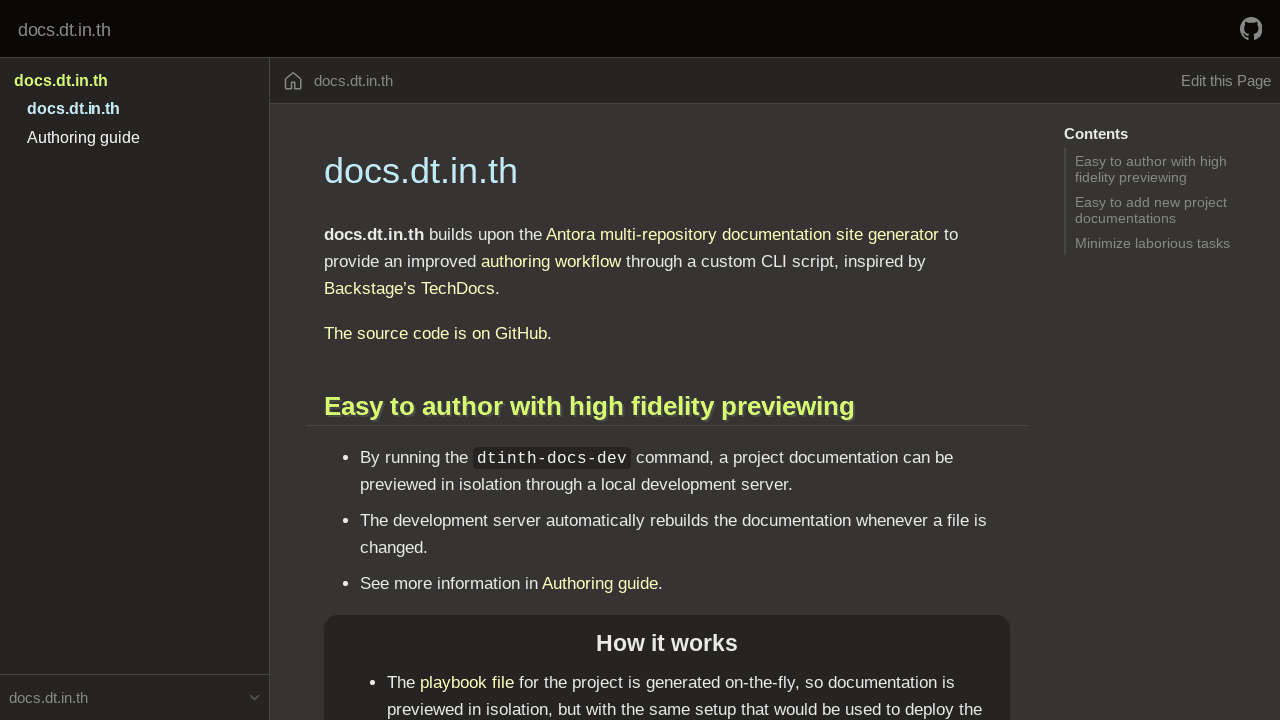 docs.dt.in.th
docs.dt.in.th
docs.dt.in.th
Authoring guide
docs.dt.in.th
docs.dt.in.th
Edit this Page
docs.dt.in.th
docs.dt.in.th builds upon the Antora multi-repository documentation site generator to
provide an improved authoring workflow through a custom CLI script, inspired by
Backstage’s TechDocs.
The source code is on GitHub.
Easy to author with high fidelity previewing
By running the dtinth-docs-dev command, a project documentation can be
previewed in isolation through a local development server.
The development server automatically rebuilds the documentation whenever a file is
changed.
See more information in Authoring guide.
How it works
The playbook file for the project is generated on-the-fly, so documentation is
previewed in isolation, but with the same setup that would be used to deploy the
Contents
Easy to author with high
fidelity previewing
Easy to add new project
documentations
Minimize laborious tasks